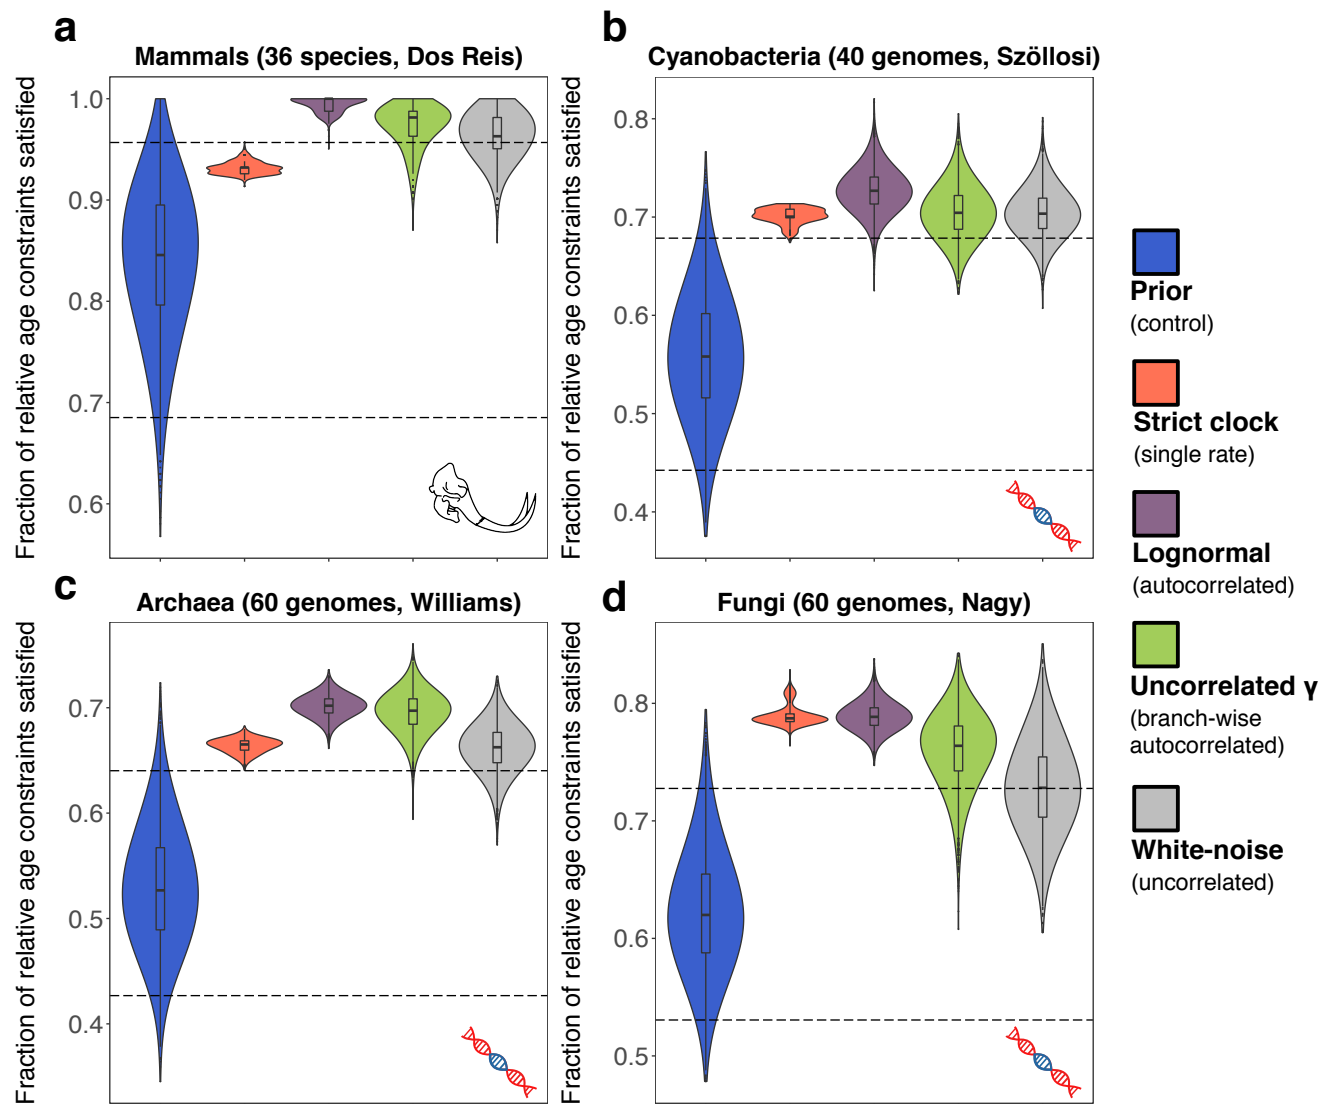 a
Mammals (36 species, Dos Reis)
Fraction of relative age constraints satisfied
1.0
0.9
0.8
0.7
0.6
b
Cyanobacteria (40 genomes, Szöllosi)
Fraction of relative age constraints satisfied
0.8
0.7
0.6
0.5
0.4
c
Archaea (60 genomes, Williams)
Fraction of relative age constraints satisfied
0.7
0.6
0.5
0.4
d
Fungi (60 genomes, Nagy)
Fraction of relative age constraints satisfied
0.8
0.7
0.6
0.5
Prior
(control)
Strict clock
(single rate)
Lognormal
(autocorrelated)
Uncorrelated γ
(branch-wise
autocorrelated)
White-noise
(uncorrelated)